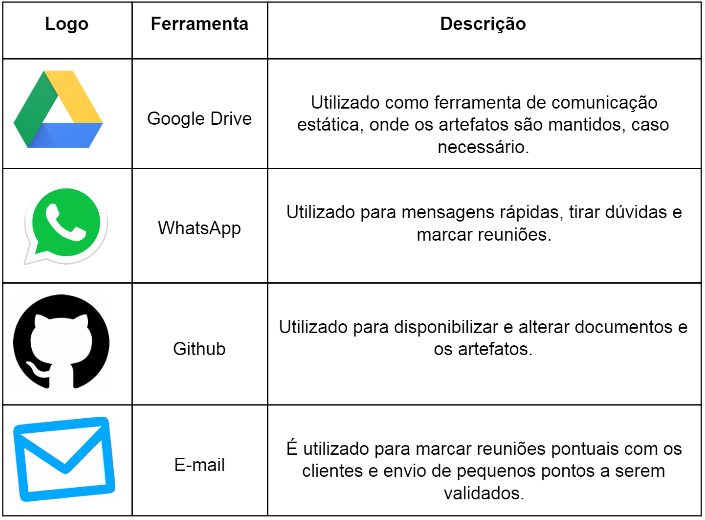 Logo Ferramenta Descrição
Google Drive
Utilizado como ferramenta de comunicação
estática, onde os artefatos são mantidos, caso
necessário.
WhatsApp
Utilizado para mensagens rápidas, tirar dúvidas e
marcar reuniões.
Github
Utilizado para disponibilizar e alterar documentos e
os artefatos.
E-mail
É utilizado para marcar reuniões pontuais com os
clientes e envio de pequenos pontos a serem
validados.